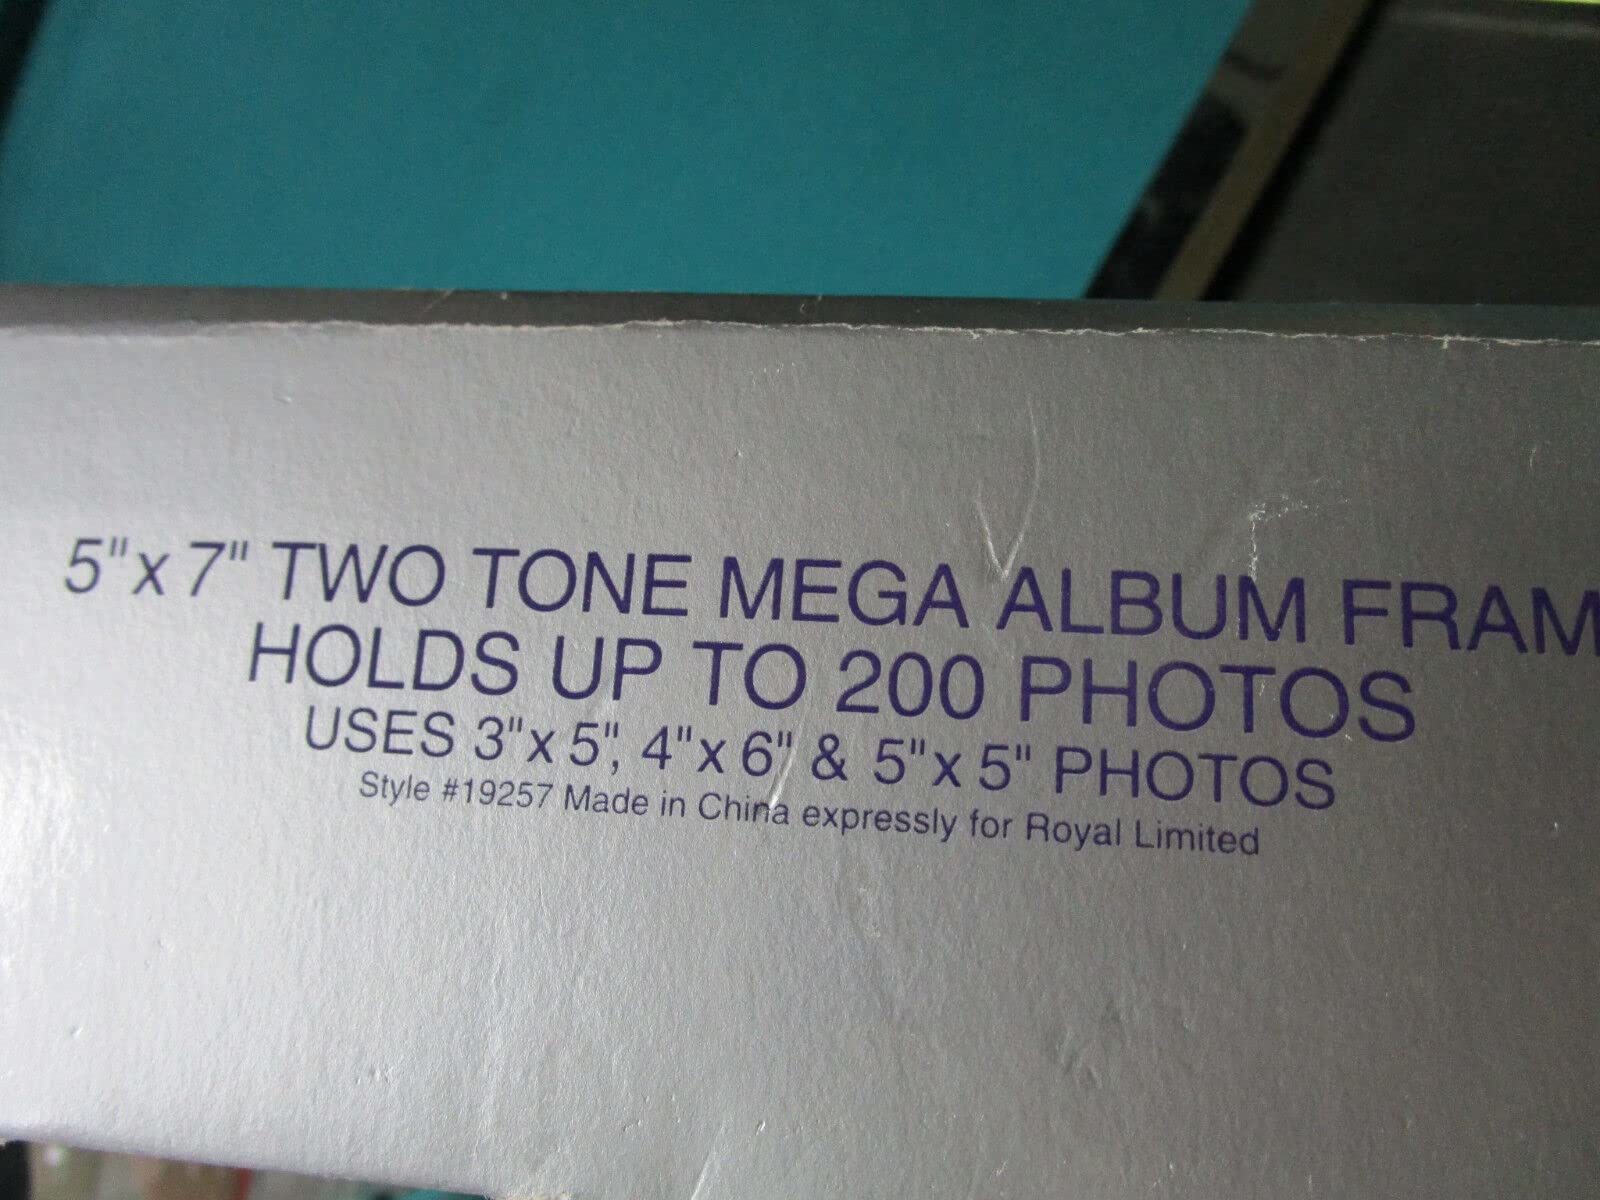 5"x 7" TWO TONE MEGA ALBUM FRAM
HOLDS UP TO 200 PHOTOS
USES 3"x 5", 4"x 6" & 5"x 5" PHOTOS
Style #19257 Made in China expressly for Royal Limited